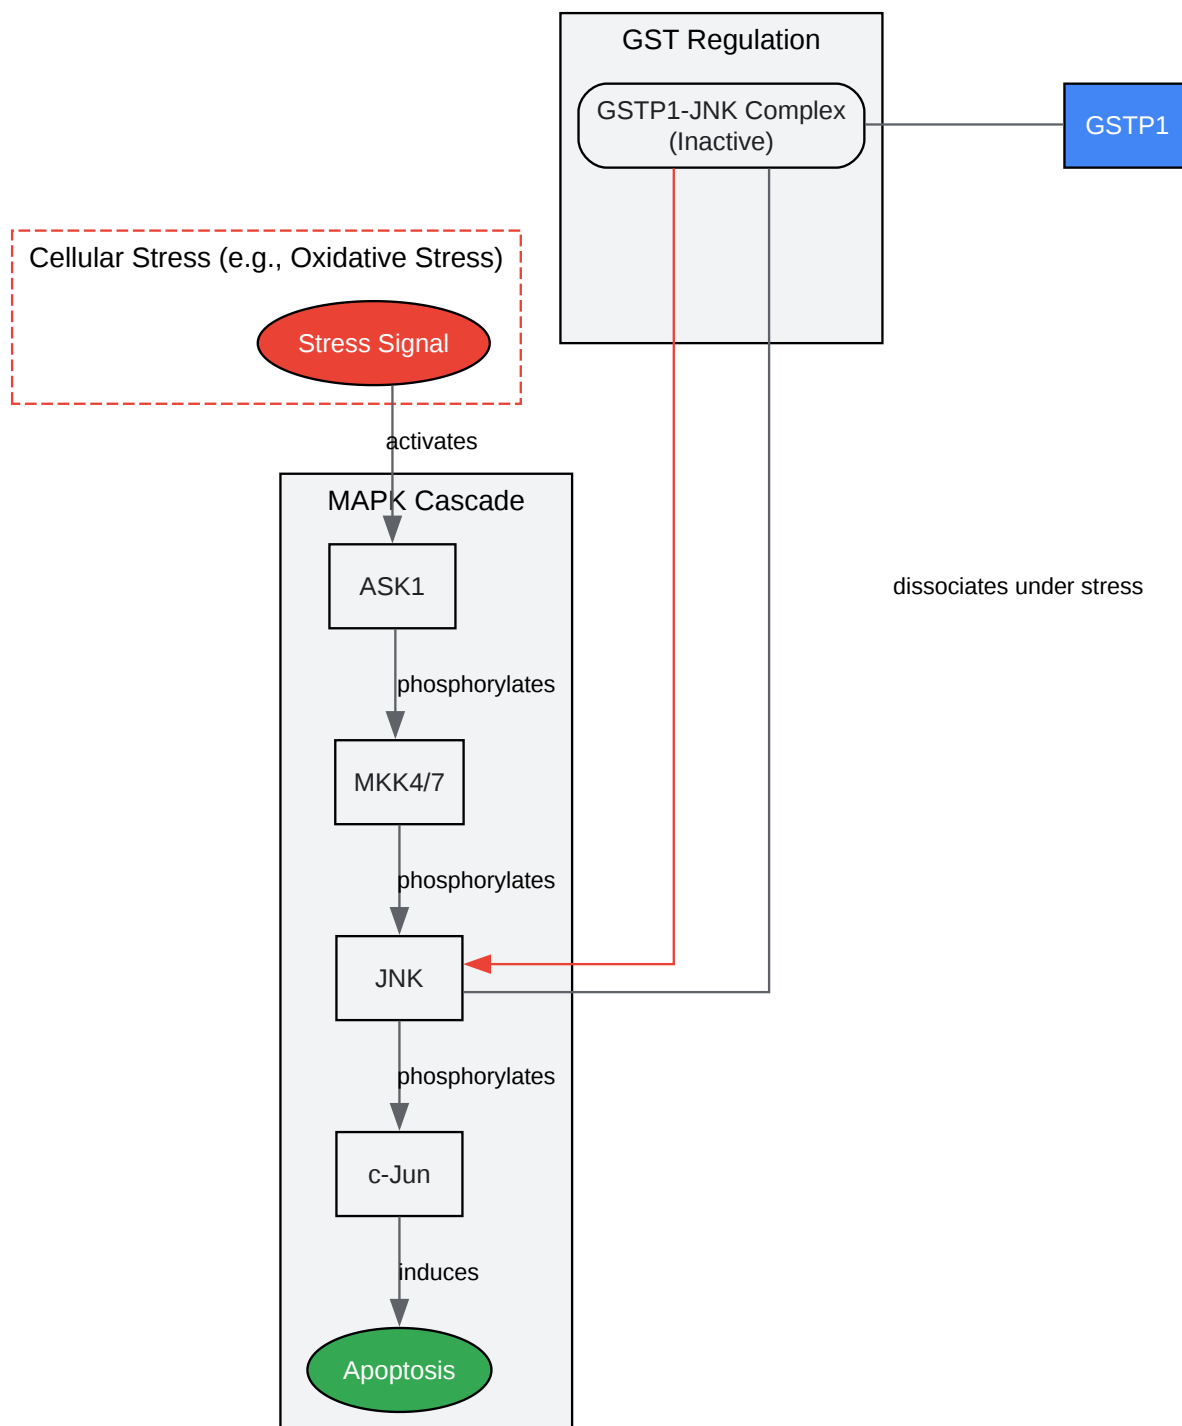 GST Regulation
GSTP1-JNK Complex
(Inactive)
GSTP1
Cellular Stress (e.g., Oxidative Stress)
Stress Signal
activates
MAPK Cascade
ASK1
dissociates under stress
phosphorylates
MKK4/7
phosphorylates
JNK
phosphorylates
c-Jun
induces
Apoptosis